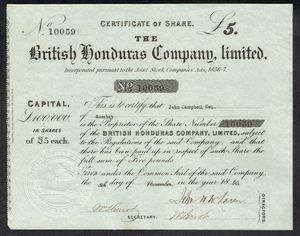 CERTIFICATE OF SHARE.
No. 10059
£5.
THE
British Honduras Company, limited.
Incorporated pursuant to the Joint Stock Companies' Acts, 1856-7.
No. 10059
CAPITAL,
£100,000,
IN SHARES
OF £5 each.
This is to certify that John Campbell, Esq.,
of Bombay
is the Proprietor of the Share Number 10059
of the BRITISH HONDURAS COMPANY, LIMITED, subject
to the Regulations of the said Company, and that
there has been paid up in respect of such Share the
full sum of Five pounds.
Given under the Common Seal of the said Company,
the day of in the year 18
SECRETARY.
DIRECTORS.